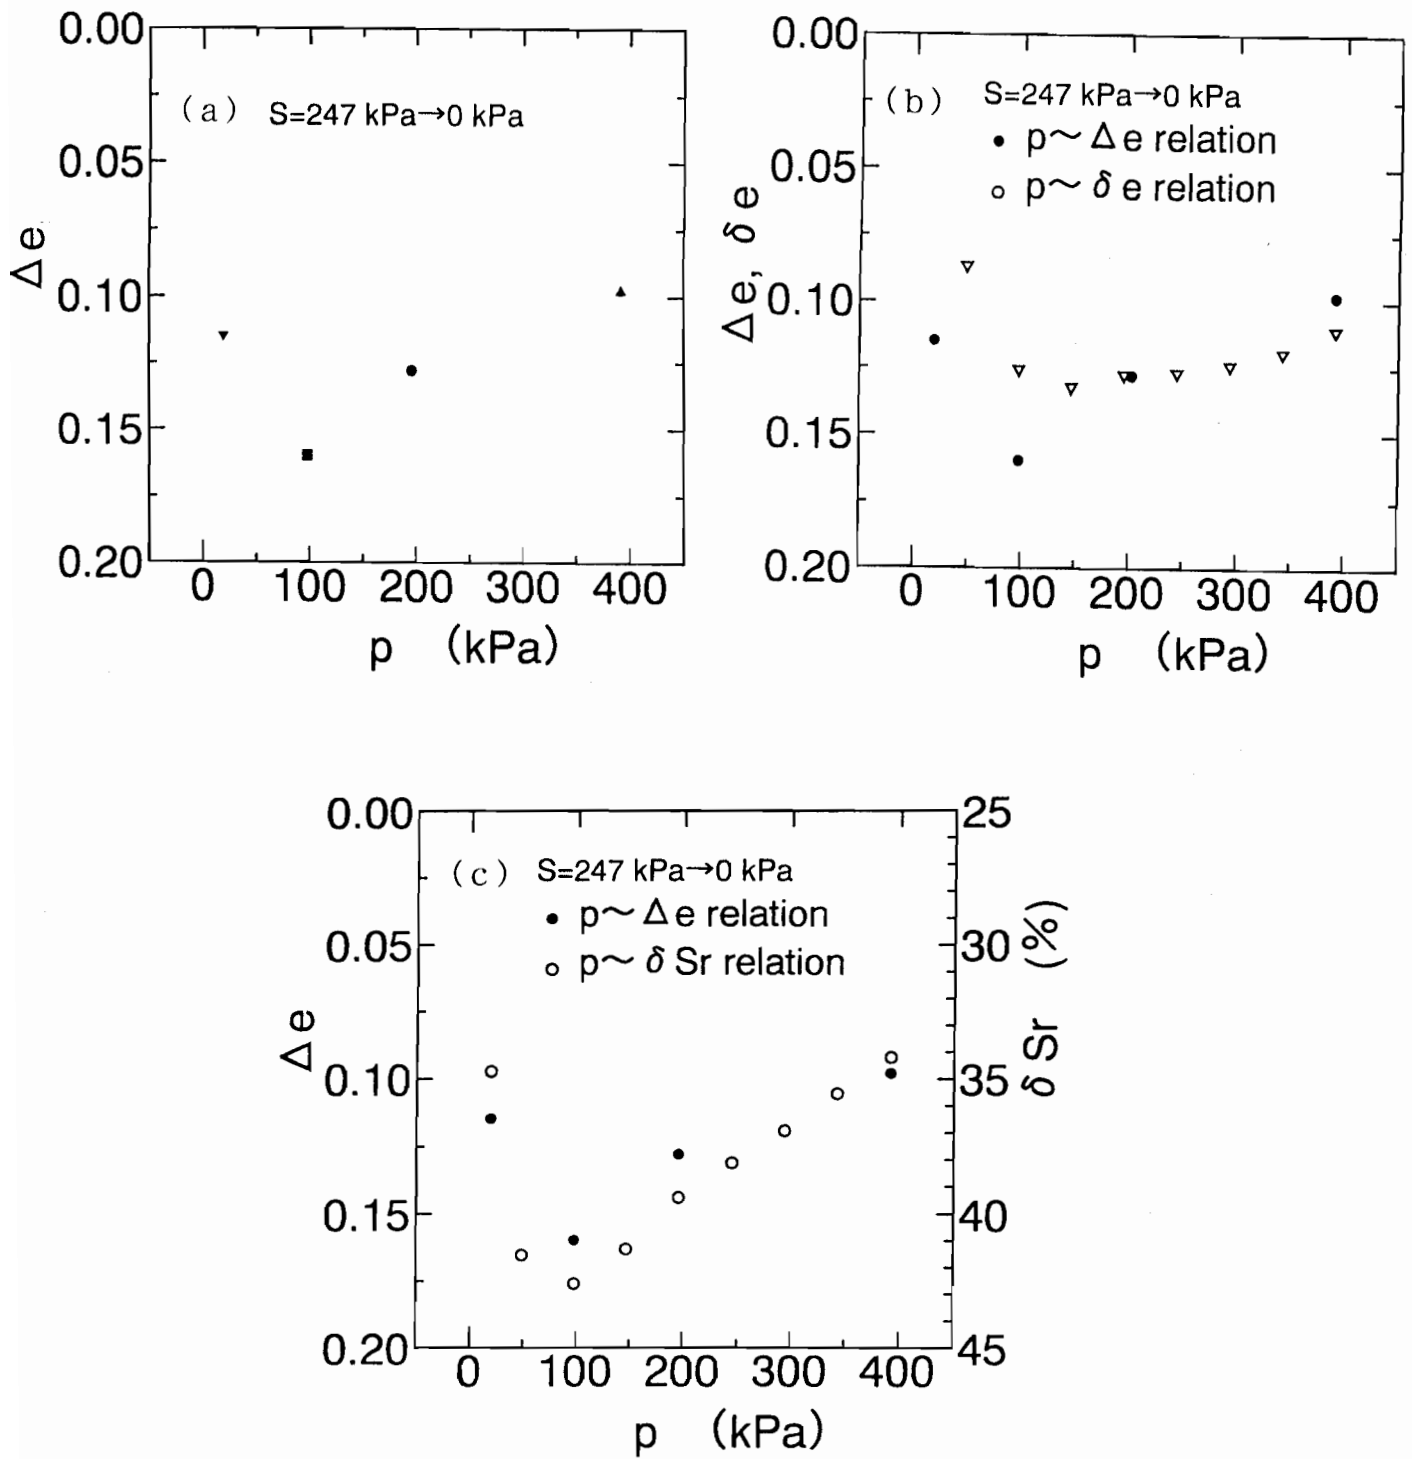 0.00
0.05
0.10
0.15
0.20
Δe
(a) S=247 kPa→0 kPa
0 100 200 300 400
p (kPa)
0.00
0.05
0.10
0.15
0.20
Δe, δe
(b) S=247 kPa→0 kPa
● p～Δe relation
○ p～δe relation
0 100 200 300 400
p (kPa)
0.00
0.05
0.10
0.15
0.20
Δe
(c) S=247 kPa→0 kPa
● p～Δe relation
○ p～δSr relation
25
30
35
40
45
δSr (%)
0 100 200 300 400
p (kPa)